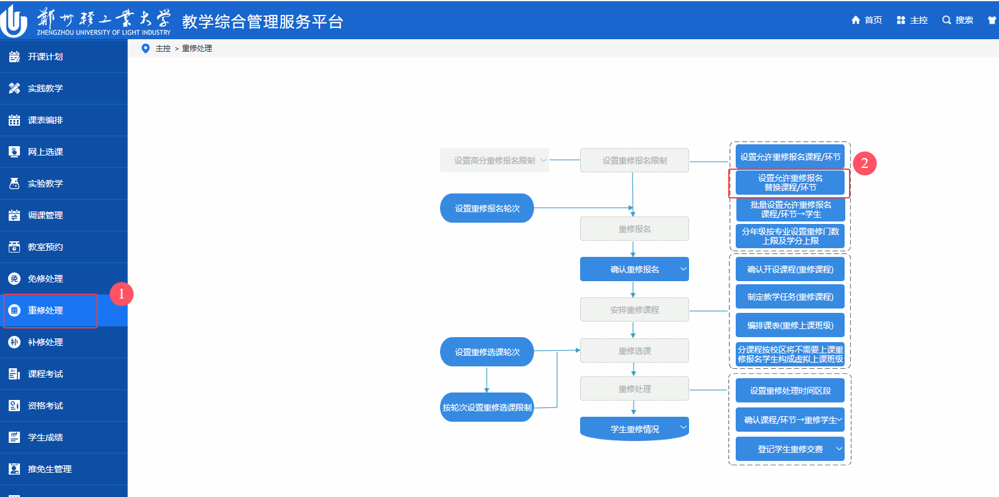 郑州轻工业大学
ZHENGZHOU UNIVERSITY OF LIGHT INDUSTRY
教学综合管理服务平台
首页
主控
搜索
主控 > 重修处理
开课计划
实践教学
课表编排
网上选课
实验教学
调课管理
教室预约
免
免修处理
重
重修处理
1
补
补修处理
课程考试
资格考试
学生成绩
推免生管理
设置高分重修报名限制
设置重修报名限制
设置重修报名轮次
重修报名
确认重修报名
安排重修课程
设置重修选课轮次
重修选课
重修处理
按轮次设置重修选课限制
学生重修情况
设置允许重修报名课程/环节
2
设置允许重修报名
替换课程/环节
批量设置允许重修报名
课程/环节→学生
分年级按专业设置重修门数
上限及学分上限
确认开设课程(重修课程)
制定教学任务(重修课程)
编排课表(重修上课班级)
分课程按校区将不需要上课重
修报名学生构成虚拟上课班级
设置重修处理时间区段
确认课程/环节→重修学生
登记学生重修交费